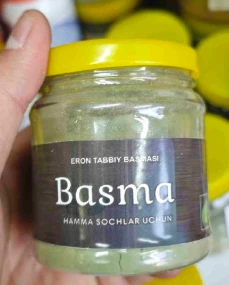 ERON TABBIY BASMASI
Basma
HAMMA SOCHLAR UCHUN